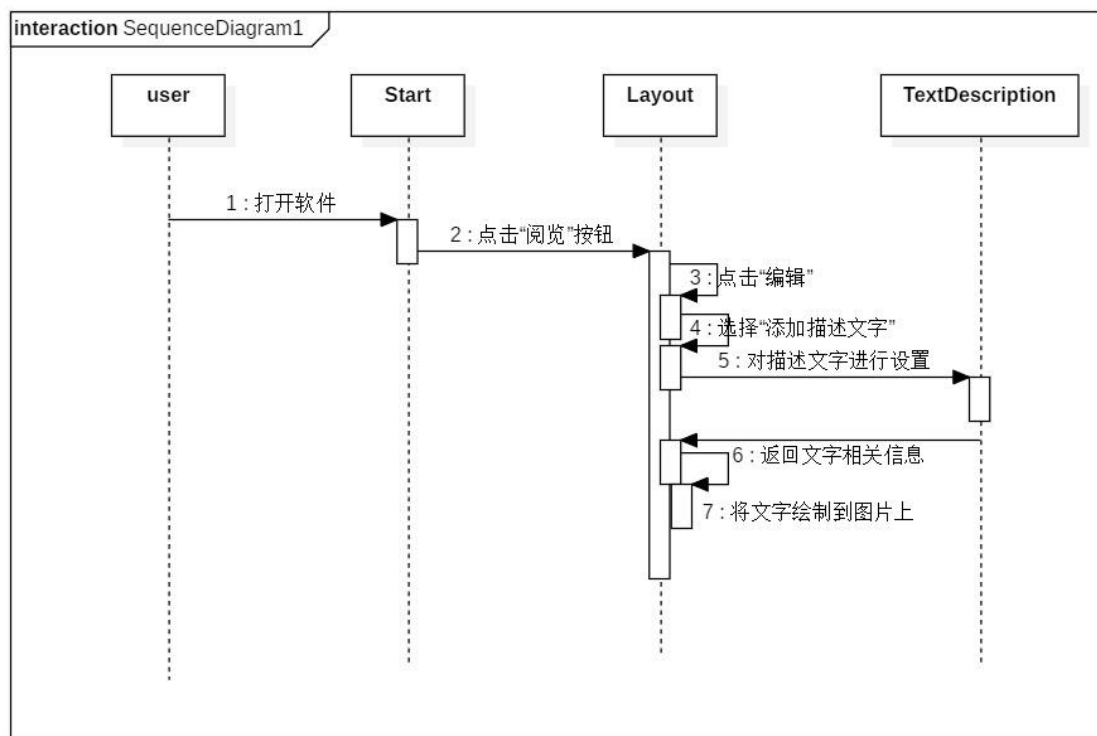 interaction SequenceDiagram1
user
Start
Layout
TextDescription
1 : 打开软件
2 : 点击“阅览”按钮
3 : 点击“编辑”
4 : 选择“添加描述文字”
5 : 对描述文字进行设置
6 : 返回文字相关信息
7 : 将文字绘制到图片上